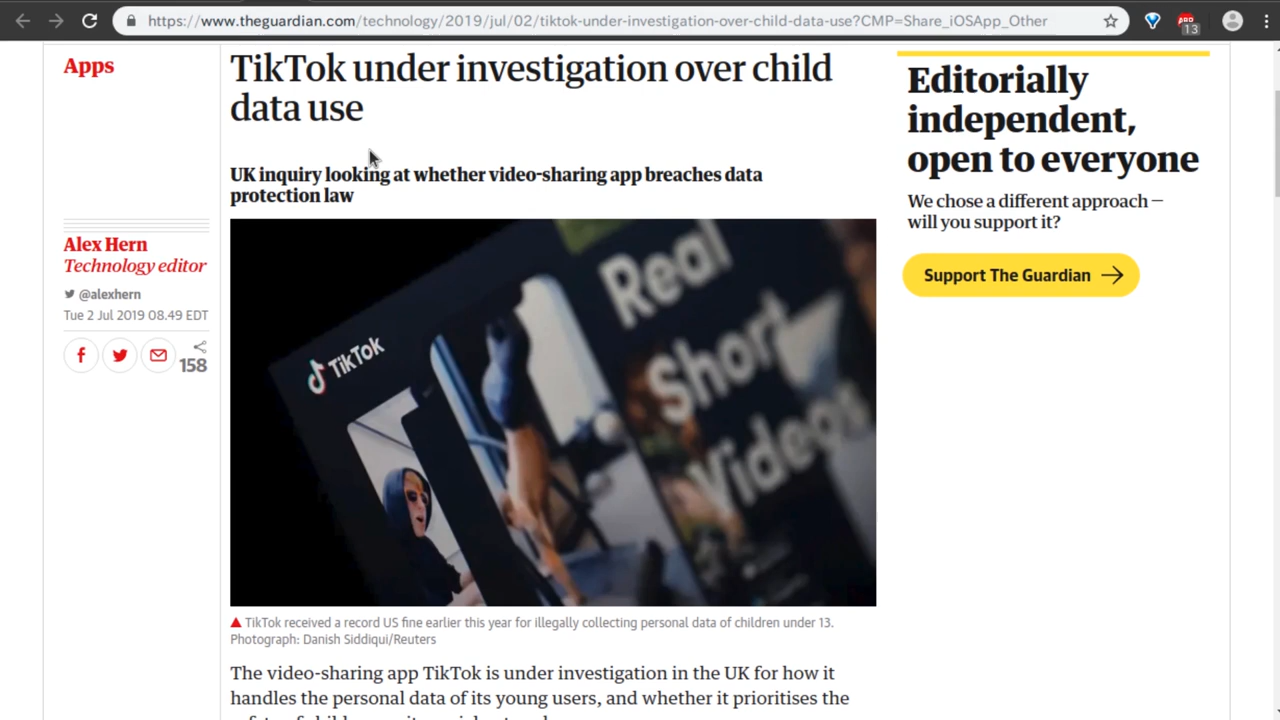 https://www.theguardian.com/technology/2019/jul/02/tiktok-under-investigation-over-child-data-use?CMP=Share_iOSApp_Other
13
Apps
TikTok under investigation over child
data use
UK inquiry looking at whether video-sharing app breaches data
protection law
Alex Hern
Technology editor
@alexhern
Tue 2 Jul 2019 08.49 EDT
158
TikTok
Real
Short
Videos
TikTok received a record US fine earlier this year for illegally collecting personal data of children under 13.
Photograph: Danish Siddiqui/Reuters
The video-sharing app TikTok is under investigation in the UK for how it
handles the personal data of its young users, and whether it prioritises the
Editorially
independent,
open to everyone
We chose a different approach —
will you support it?
Support The Guardian